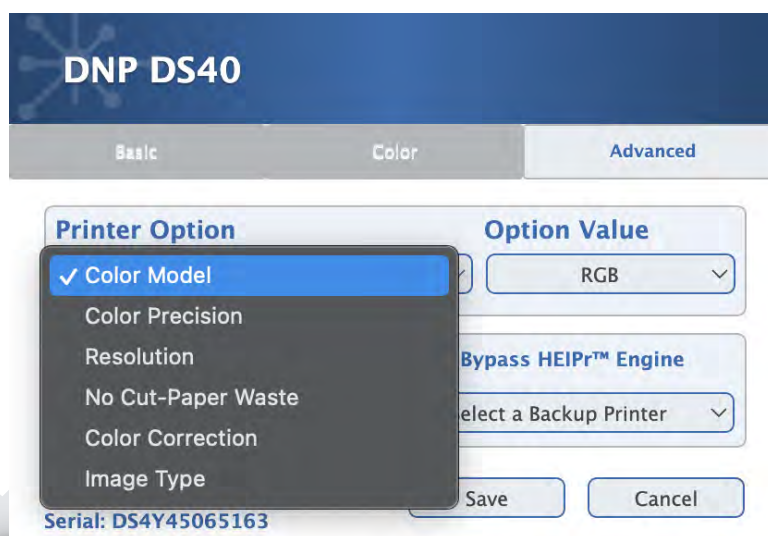 DNP DS40
Basic Color Advanced
Printer Option Option Value
✓ Color Model RGB
Color Precision
Resolution
Bypass HEIPr™ Engine
No Cut-Paper Waste
elect a Backup Printer
Color Correction
Image Type
Save Cancel
Serial: DS4Y45065163